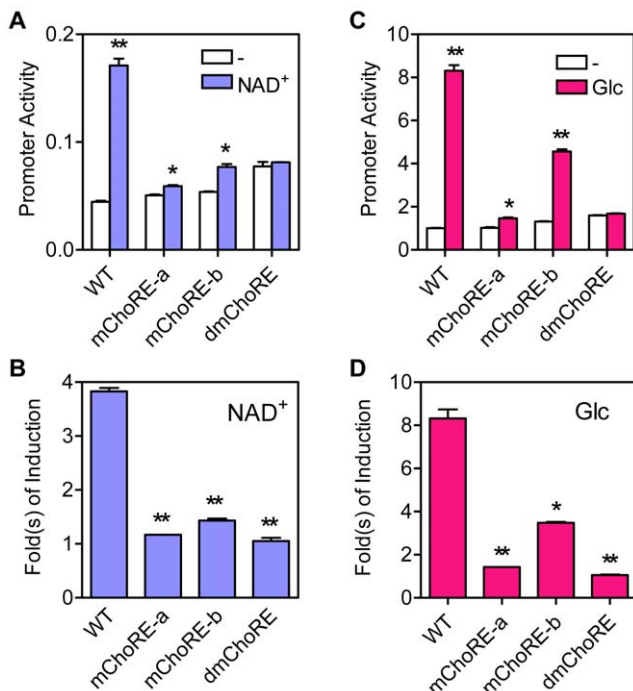 A
Promoter Activity
0.2
0.1
0.0
**
*
*
-
NAD+
WT
mChoRE-a
mChoRE-b
dmChoRE
C
Promoter Activity
10
8
6
4
2
0
**
*
**
-
Glc
WT
mChoRE-a
mChoRE-b
dmChoRE
B
Fold(s) of Induction
4
3
2
1
0
NAD+
**
**
**
WT
mChoRE-a
mChoRE-b
dmChoRE
D
Fold(s) of Induction
10
8
6
4
2
0
Glc
**
*
**
WT
mChoRE-a
mChoRE-b
dmChoRE